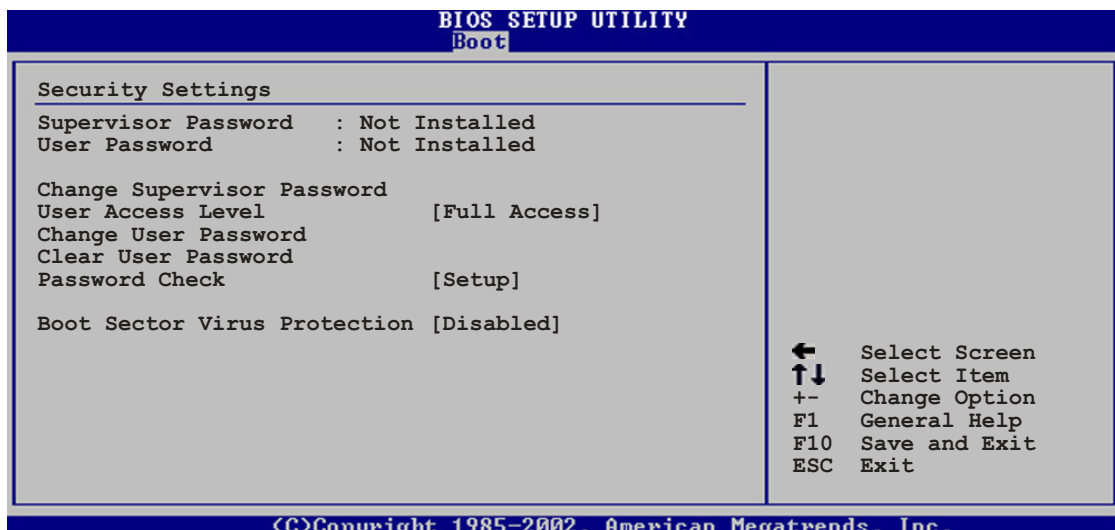 BIOS SETUP UTILITY
Boot
Security Settings
Supervisor Password : Not Installed
User Password : Not Installed
Change Supervisor Password
User Access Level [Full Access]
Change User Password
Clear User Password
Password Check [Setup]
Boot Sector Virus Protection [Disabled]
← Select Screen
↑↓ Select Item
+- Change Option
F1 General Help
F10 Save and Exit
ESC Exit
(C)Copyright 1985-2002, American Megatrends, Inc.